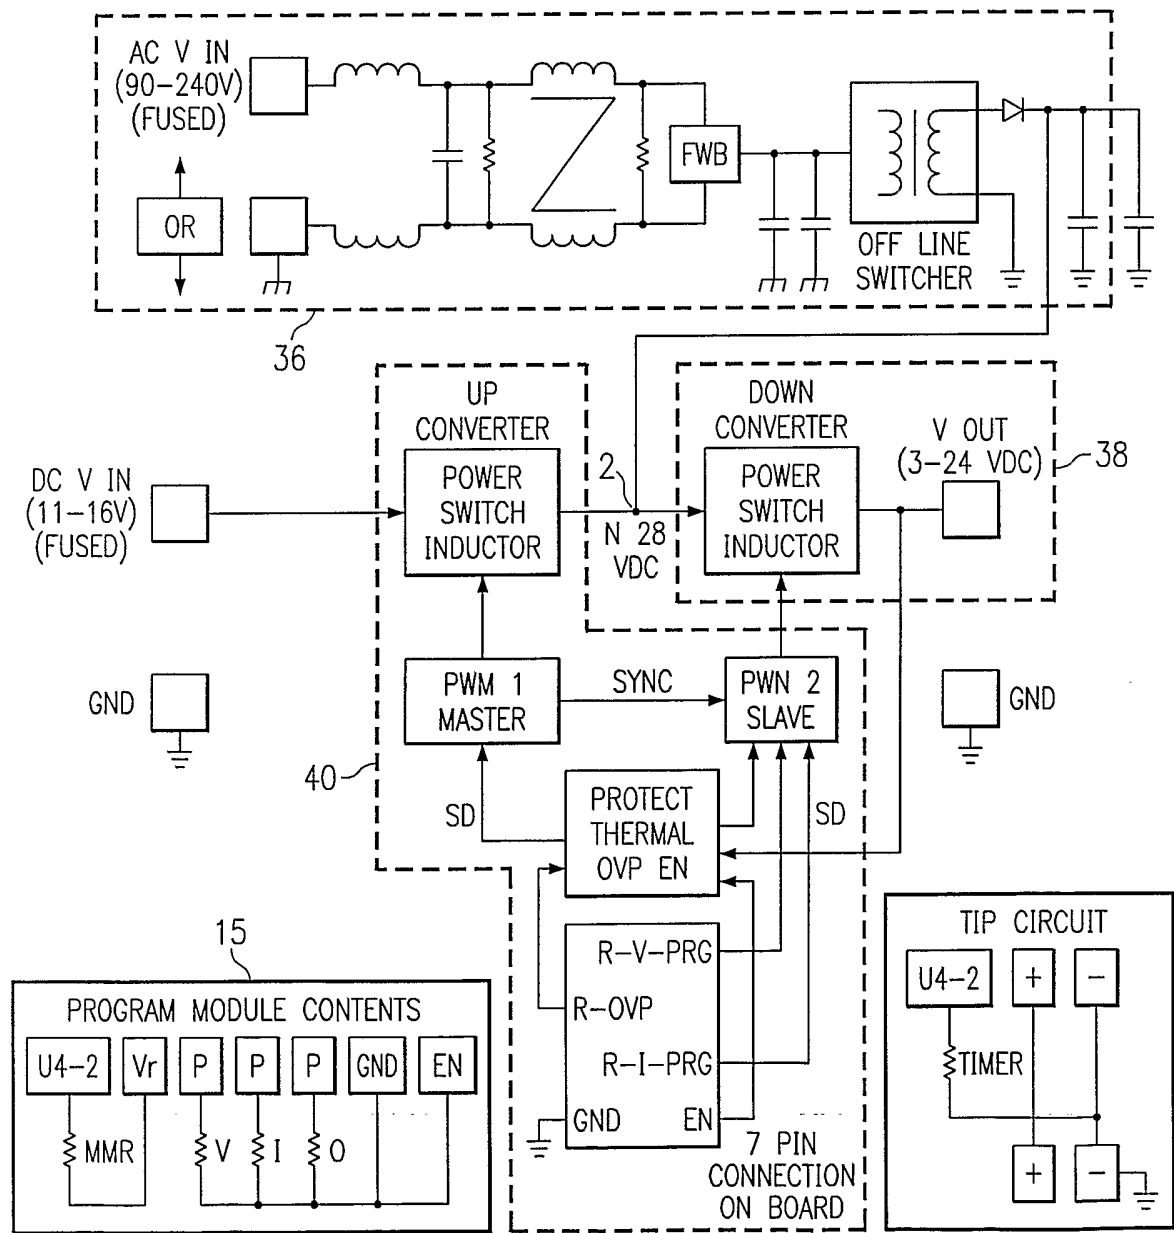 AC V IN
(90-240V)
(FUSED)
OR
FWB
OFF LINE
SWITCHER
36
UP
CONVERTER
POWER
SWITCH
INDUCTOR
2
N 28
VDC
DOWN
CONVERTER
POWER
SWITCH
INDUCTOR
V OUT
(3-24 VDC)
38
DC V IN
(11-16V)
(FUSED)
GND
PWM 1
MASTER
SYNC
PWN 2
SLAVE
GND
40
SD
PROTECT
THERMAL
OVP EN
SD
R-V-PRG
R-OVP
R-I-PRG
GND
EN
7 PIN
CONNECTION
ON BOARD
15
PROGRAM MODULE CONTENTS
U4-2
Vr
P
P
P
GND
EN
MMR
V
I
O
TIP CIRCUIT
U4-2
+
-
TIMER
+
-